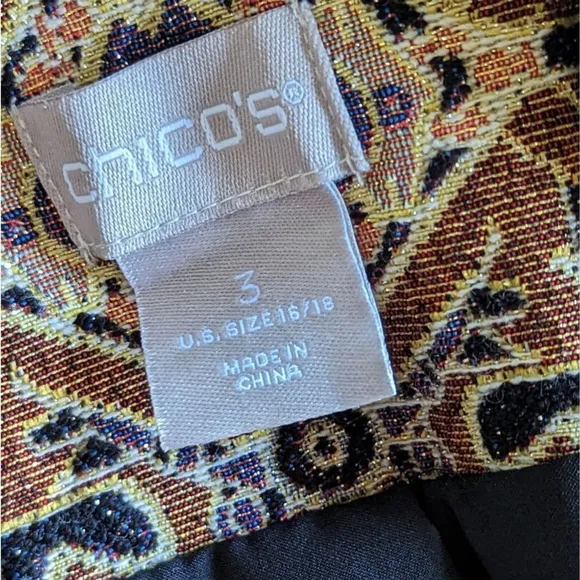 CHICO'S®
3
U.S. SIZE 16/18
MADE IN
CHINA